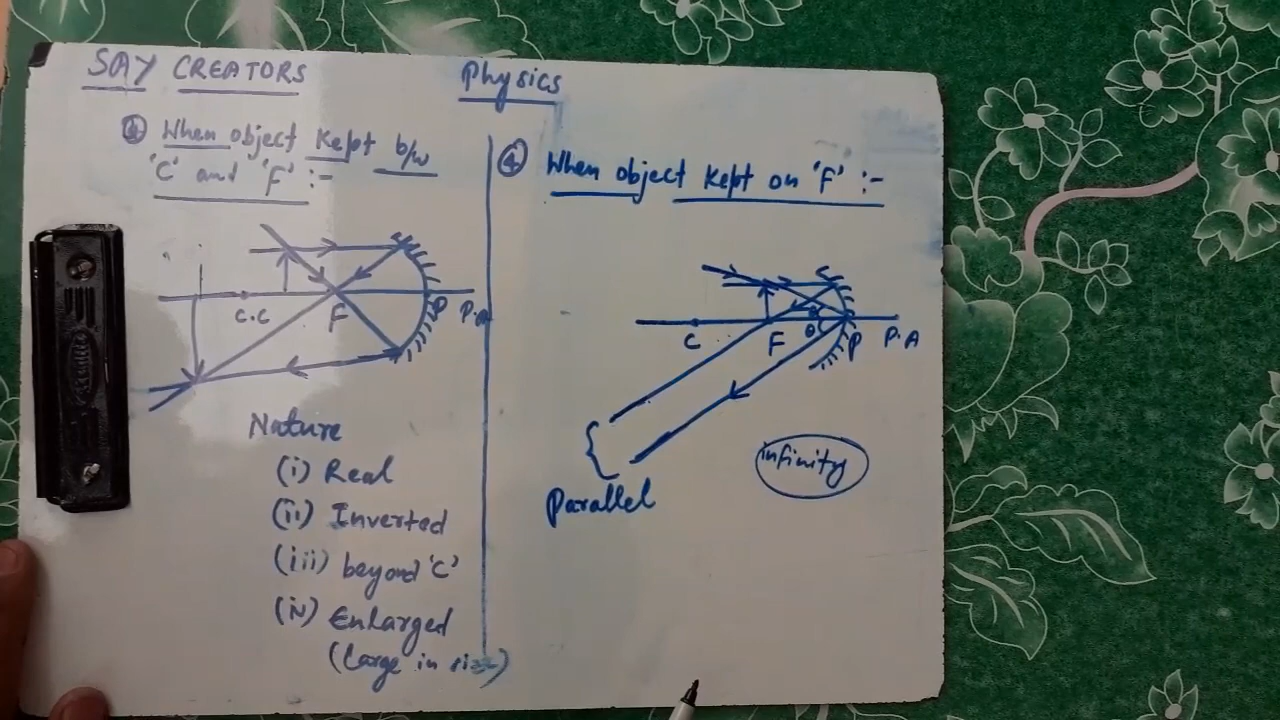 SAY CREATORS
Physics
When object kept b/w
'C' and 'F' :-
C.C
F
P
P.A
Nature
(i) Real
(ii) Inverted
(iii) beyond 'C'
(iv) Enlarged
(large in size)
④ When object kept on 'F' :-
C
F
θ
θ
P
P.A
Parallel
infinity